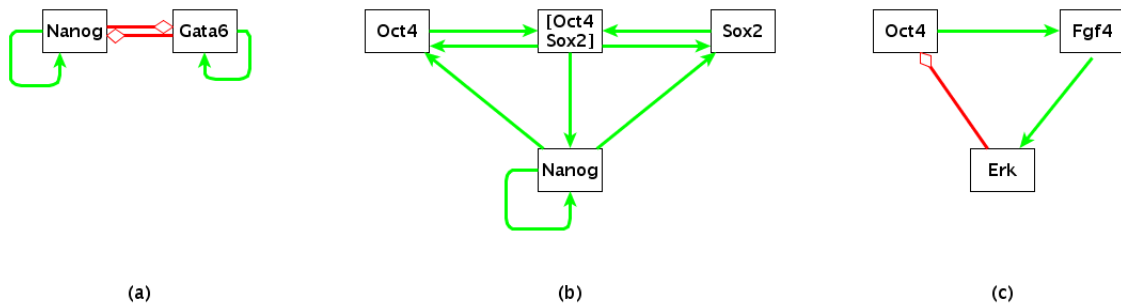 Nanog
Gata6
Oct4
[Oct4
Sox2]
Sox2
Nanog
Oct4
Fgf4
Erk
(a)
(b)
(c)